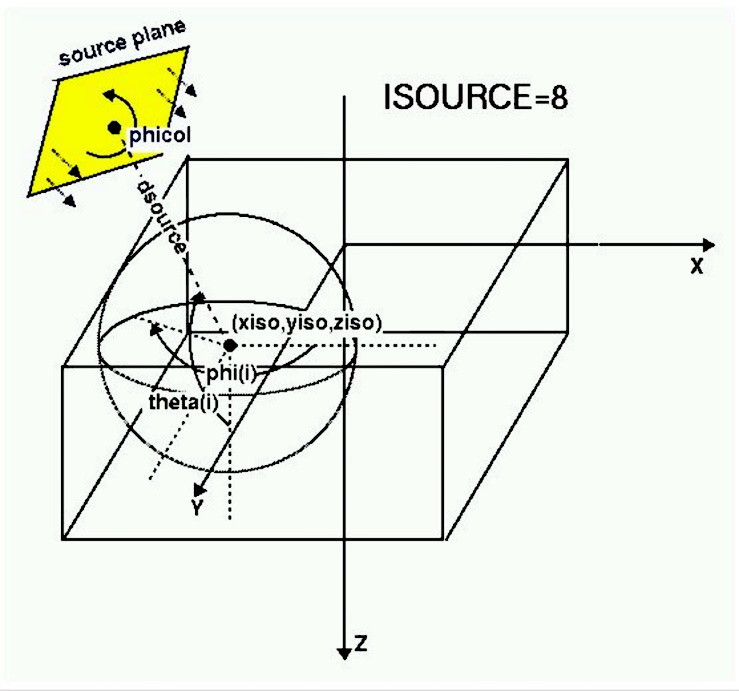 source plane
ISOURCE=8
phicol
dsource
X
(xiso,yiso,ziso)
phi(i)
theta(i)
Y
Z